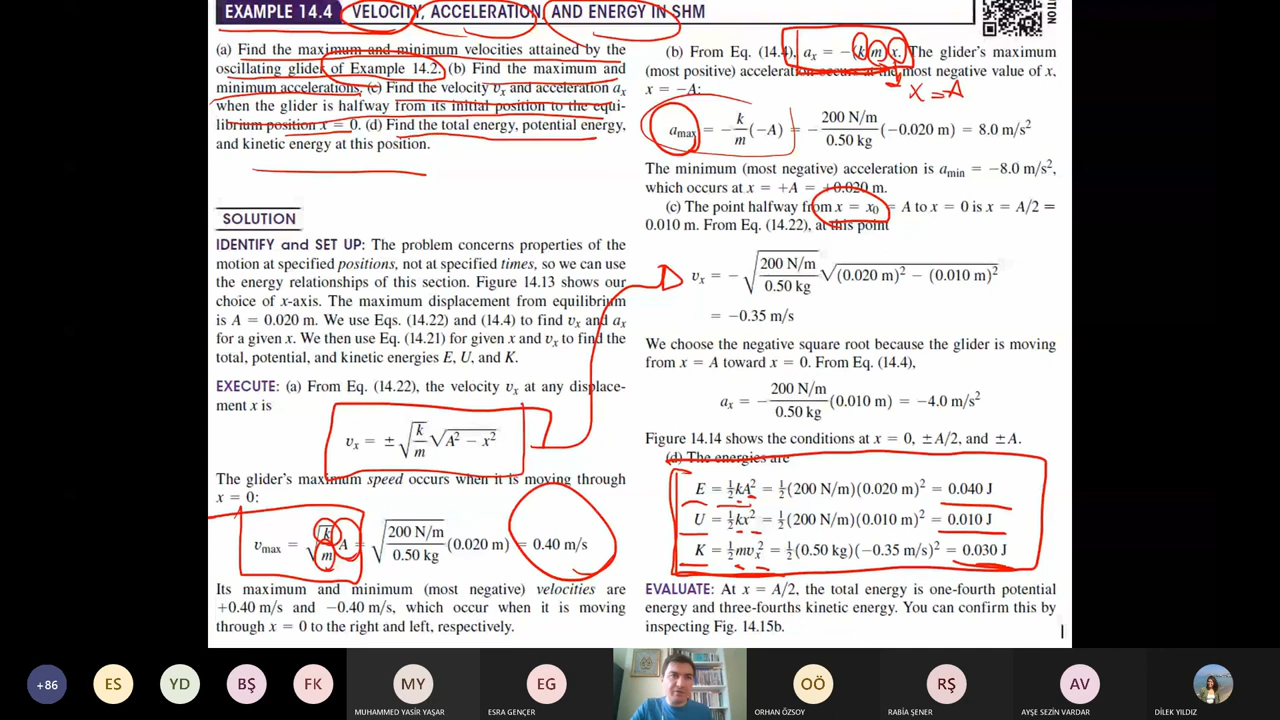 EXAMPLE 14.4 VELOCITY, ACCELERATION, AND ENERGY IN SHM
(a) Find the maximum and minimum velocities attained by the
oscillating glider of Example 14.2. (b) Find the maximum and
minimum accelerations. (c) Find the velocity vₓ and acceleration aₓ
when the glider is halfway from its initial position to the equi-
librium position x = 0. (d) Find the total energy, potential energy,
and kinetic energy at this position.
SOLUTION
IDENTIFY and SET UP: The problem concerns properties of the
motion at specified positions, not at specified times, so we can use
the energy relationships of this section. Figure 14.13 shows our
choice of x-axis. The maximum displacement from equilibrium
is A = 0.020 m. We use Eqs. (14.22) and (14.4) to find vₓ and aₓ
for a given x. We then use Eq. (14.21) for given x and vₓ to find the
total, potential, and kinetic energies E, U, and K.
EXECUTE: (a) From Eq. (14.22), the velocity vₓ at any displace-
ment x is
vₓ = ± √(k/m) √(A² − x²)
The glider's maximum speed occurs when it is moving through
x = 0:
v_max = √(k/m) A = √(200 N/m / 0.50 kg) (0.020 m) = 0.40 m/s
Its maximum and minimum (most negative) velocities are
+0.40 m/s and −0.40 m/s, which occur when it is moving
through x = 0 to the right and left, respectively.
(b) From Eq. (14.4), aₓ = −(k/m)x. The glider's maximum
(most positive) acceleration occurs at the most negative value of x,
x = −A:
x = A
a_max = −k/m (−A) = − 200 N/m / 0.50 kg (−0.020 m) = 8.0 m/s²
The minimum (most negative) acceleration is a_min = −8.0 m/s²,
which occurs at x = +A = +0.020 m.
(c) The point halfway from x = x₀ = A to x = 0 is x = A/2 =
0.010 m. From Eq. (14.22), at this point
vₓ = − √(200 N/m / 0.50 kg) √((0.020 m)² − (0.010 m)²)
= −0.35 m/s
We choose the negative square root because the glider is moving
from x = A toward x = 0. From Eq. (14.4),
aₓ = − 200 N/m / 0.50 kg (0.010 m) = −4.0 m/s²
Figure 14.14 shows the conditions at x = 0, ±A/2, and ±A.
(d) The energies are
E = ½kA² = ½(200 N/m)(0.020 m)² = 0.040 J
U = ½kx² = ½(200 N/m)(0.010 m)² = 0.010 J
K = ½mvₓ² = ½(0.50 kg)(−0.35 m/s)² = 0.030 J
EVALUATE: At x = A/2, the total energy is one-fourth potential
energy and three-fourths kinetic energy. You can confirm this by
inspecting Fig. 14.15b.
+86 ES YD BŞ FK MY EG OÖ RŞ AV
MUHAMMED YASİR YAŞAR ESRA GENÇER ORHAN ÖZSOY RABİA ŞENER AYŞE SEZİN VARDAR DİLEK YILDIZ